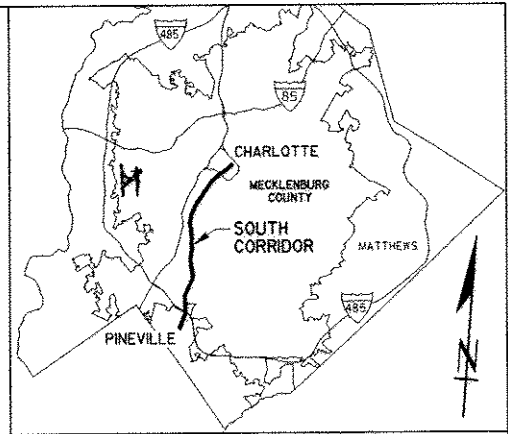 485
85
CHARLOTTE
MECKLENBURG
COUNTY
SOUTH
CORRIDOR
MATTHEWS
485
PINEVILLE
N